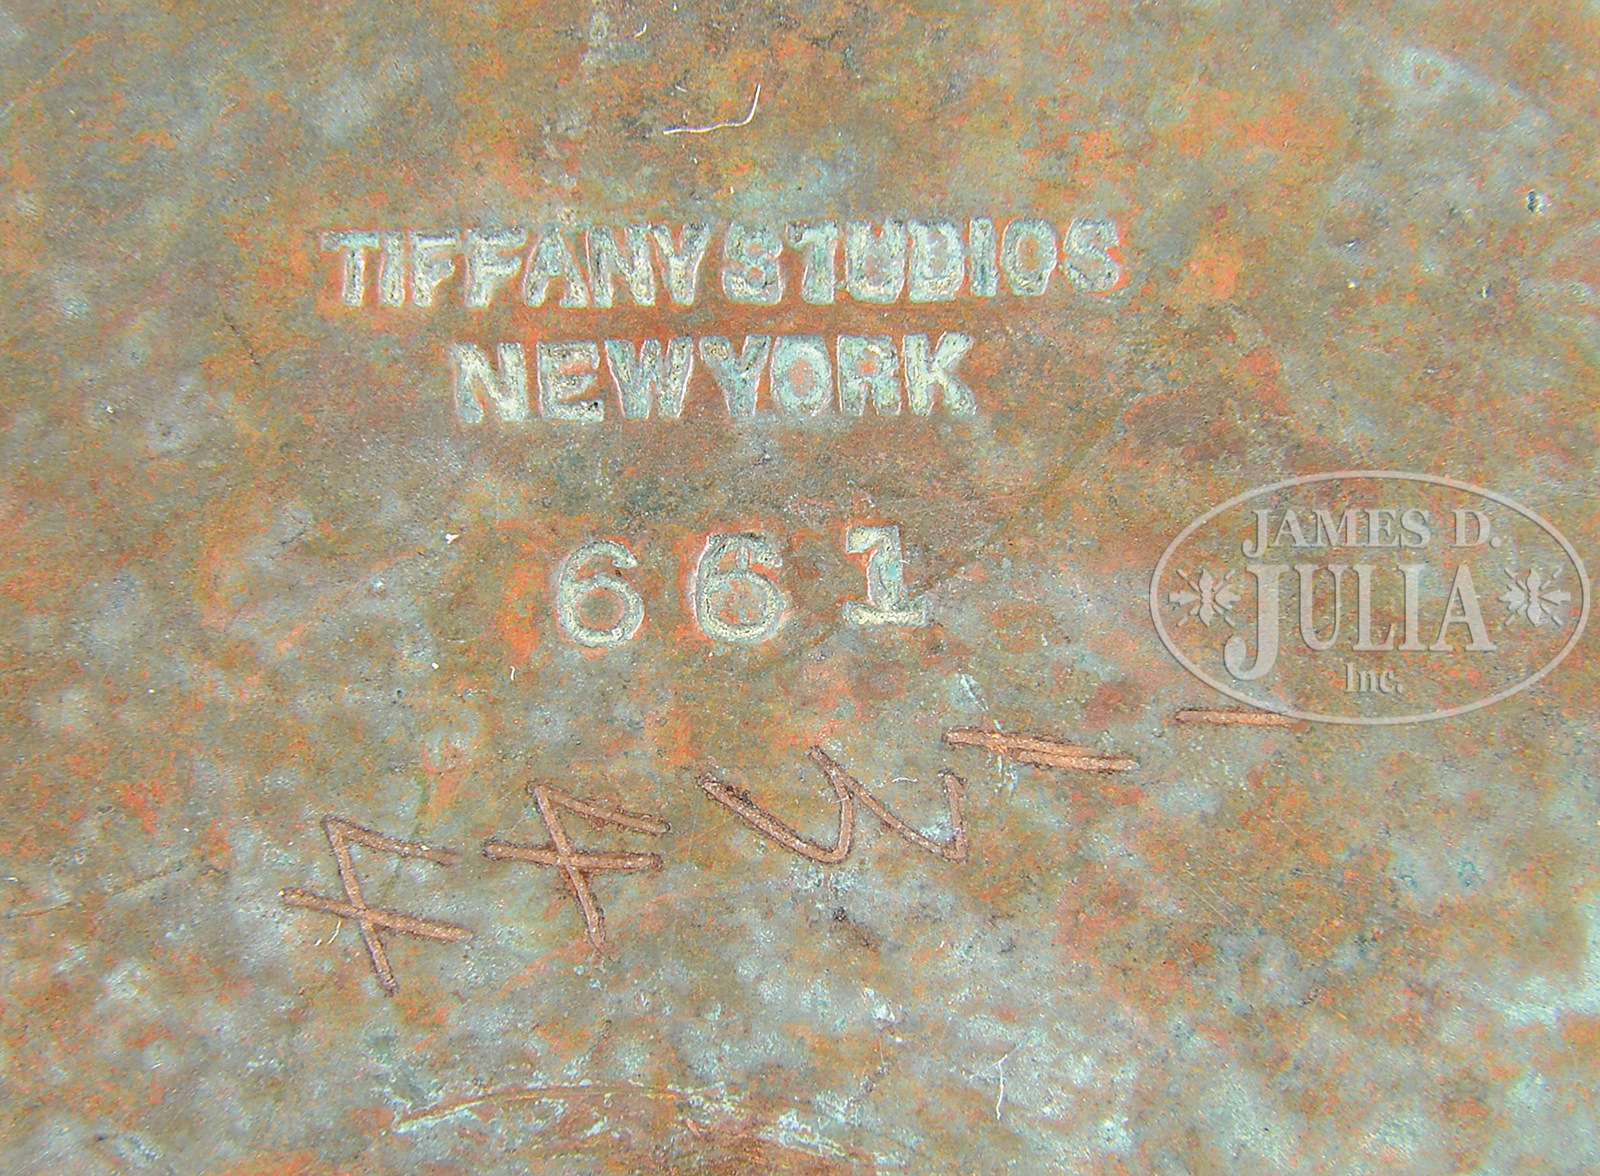 TIFFANY STUDIOS
NEW YORK
661
JAMES D.
JULIA
Inc.